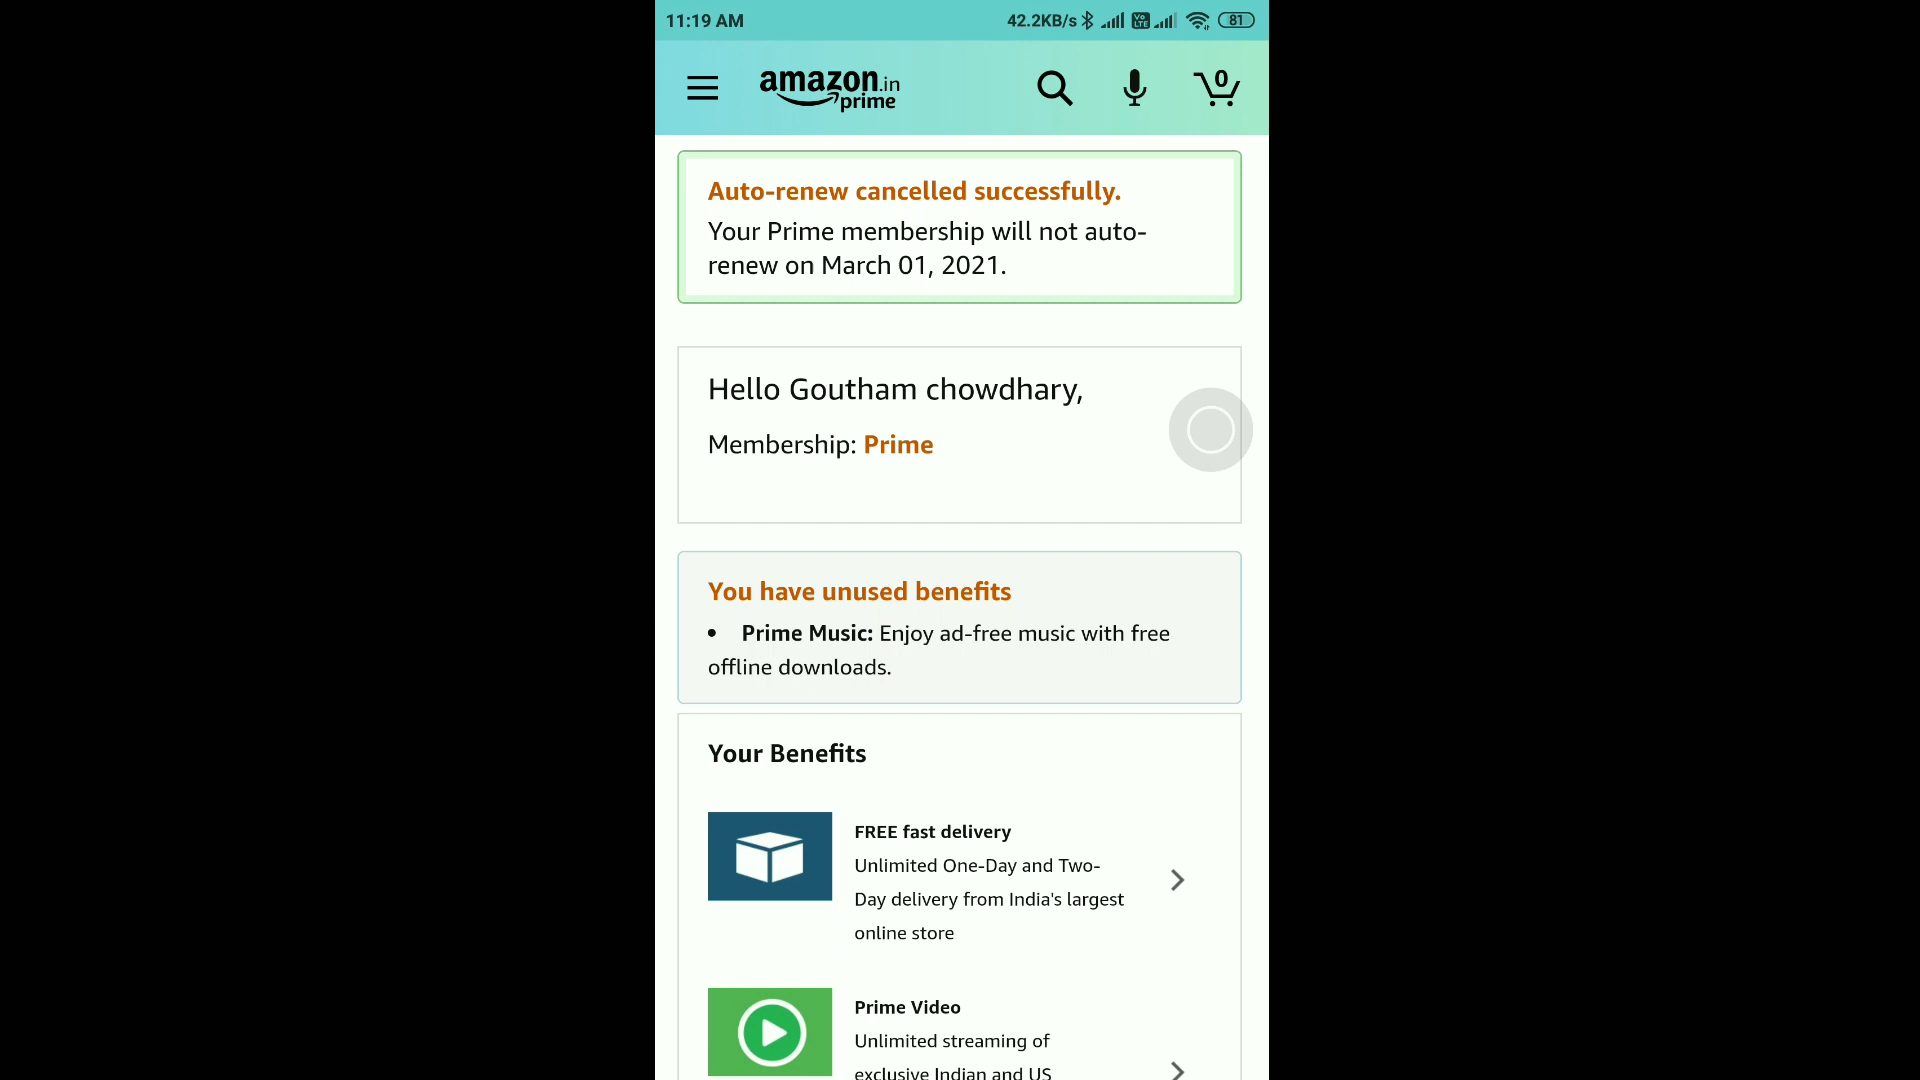 11:19 AM 42.2KB/s Vo LTE 81
amazon.in
prime
0
Auto-renew cancelled successfully.
Your Prime membership will not auto-
renew on March 01, 2021.
Hello Goutham chowdhary,
Membership: Prime
You have unused benefits
• Prime Music: Enjoy ad-free music with free
offline downloads.
Your Benefits
FREE fast delivery
Unlimited One-Day and Two-
Day delivery from India's largest
online store
Prime Video
Unlimited streaming of
exclusive Indian and US